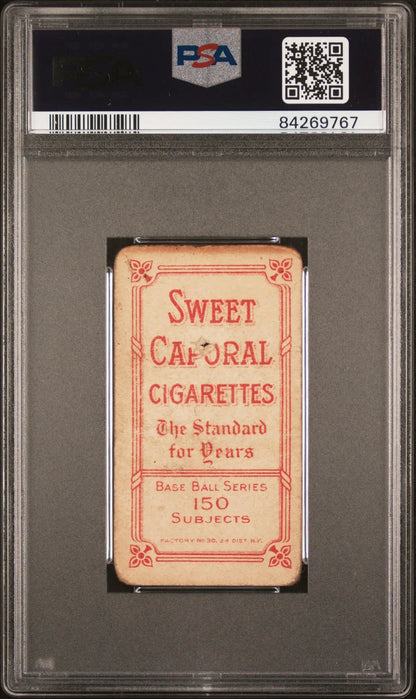 PSA
84269767
SWEET
CAPORAL
CIGARETTES
The Standard
for Years
BASE BALL SERIES
150
SUBJECTS
FACTORY No 30, 2d DIST. N.Y.